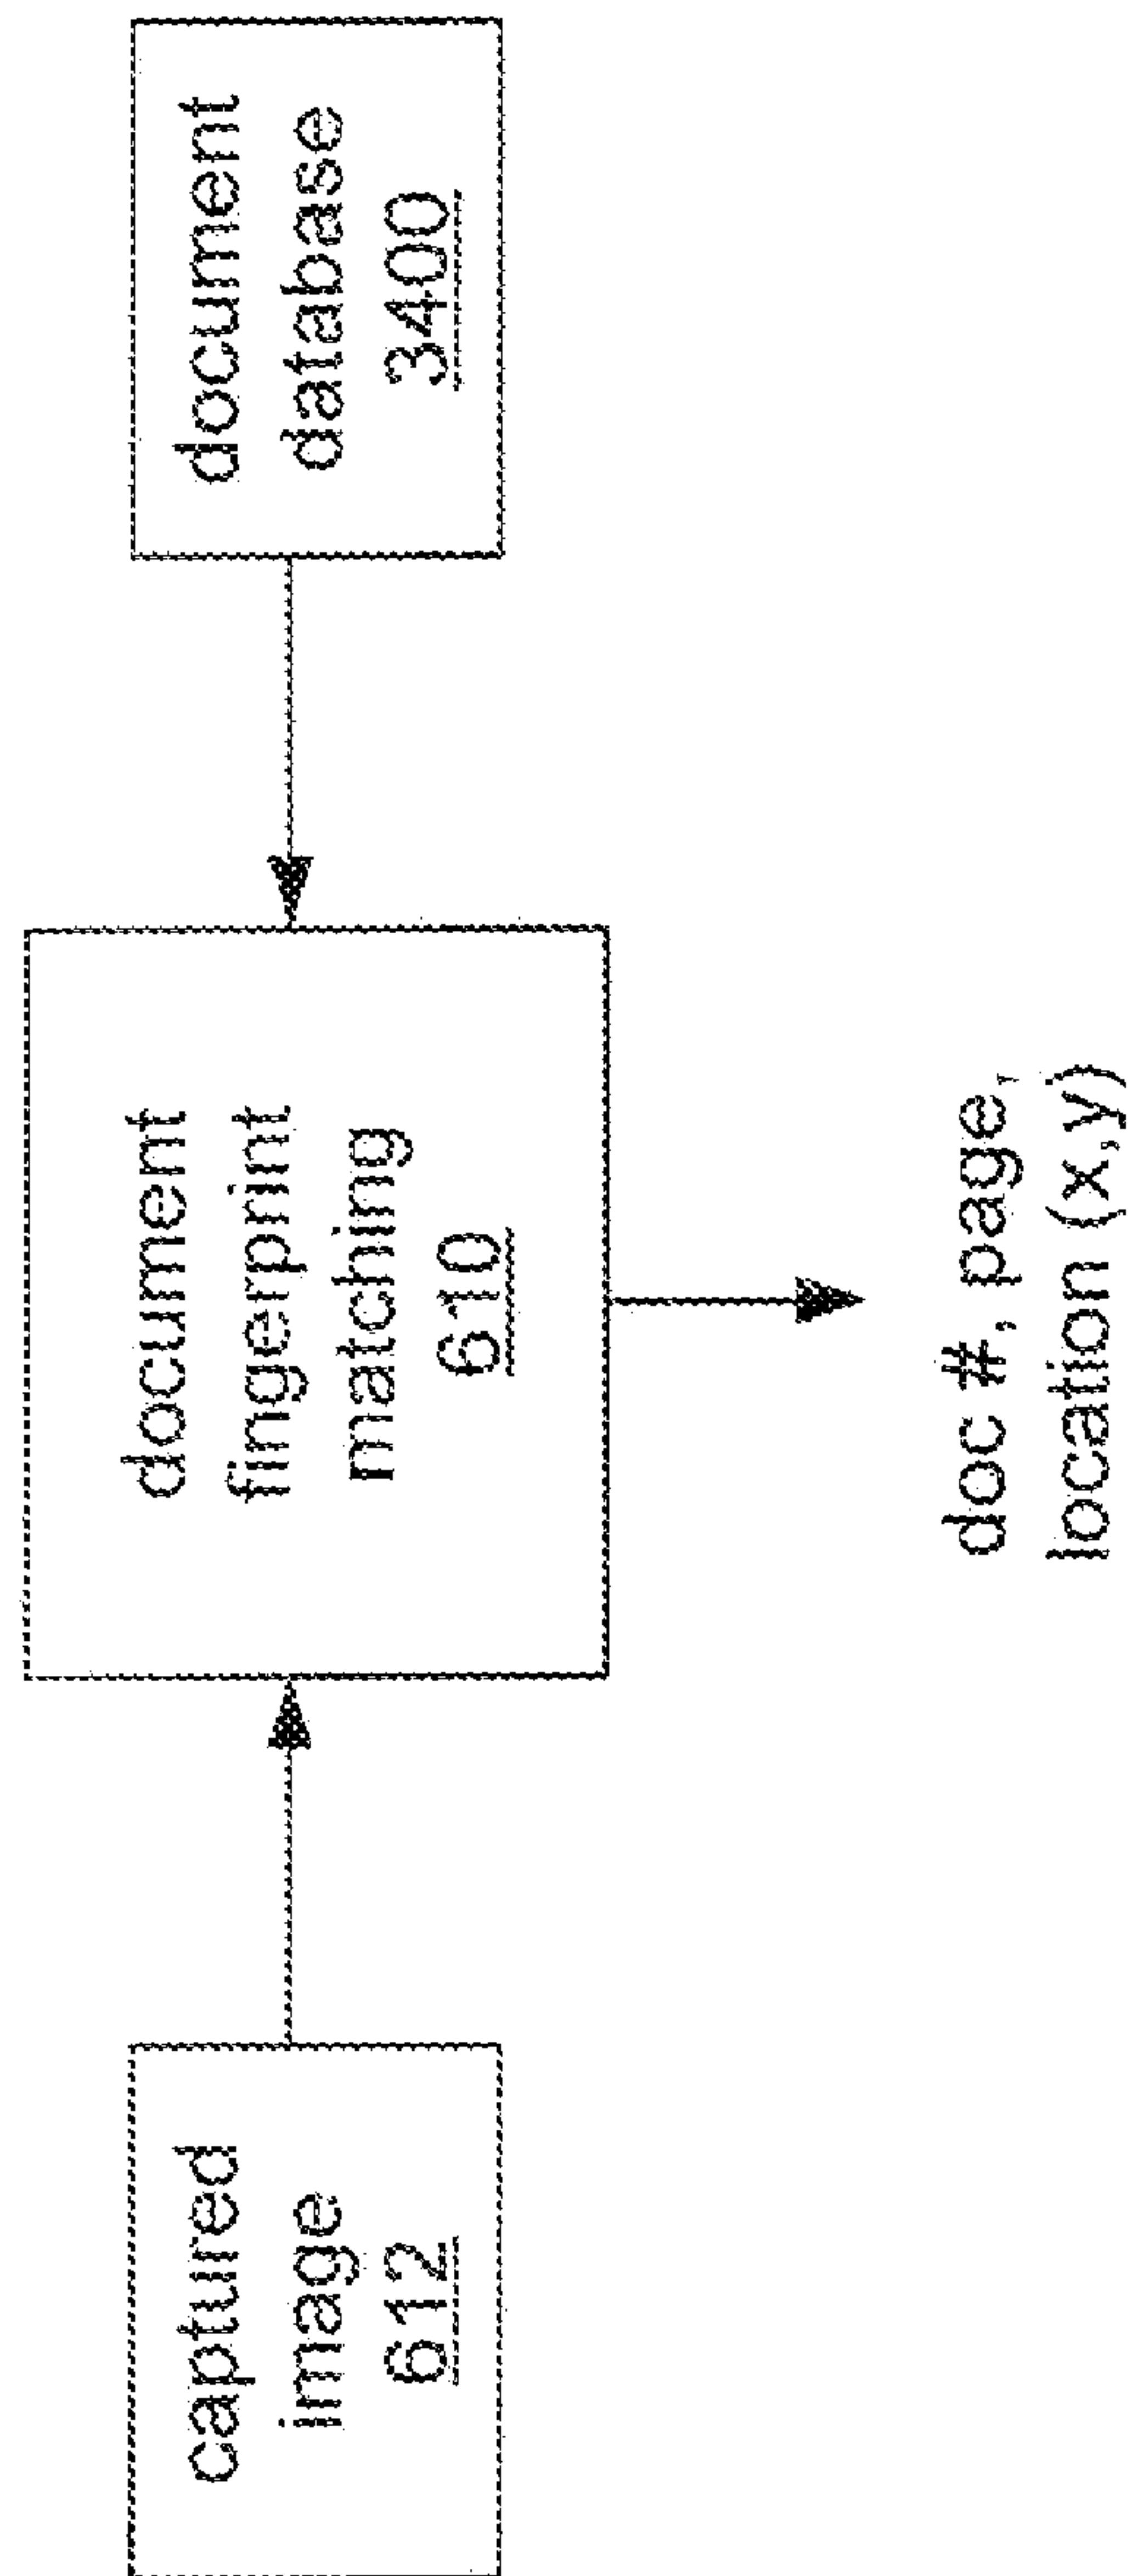 captured
image
612
document
fingerprint
matching
610
document
database
3400
doc #, page,
location (x,y)